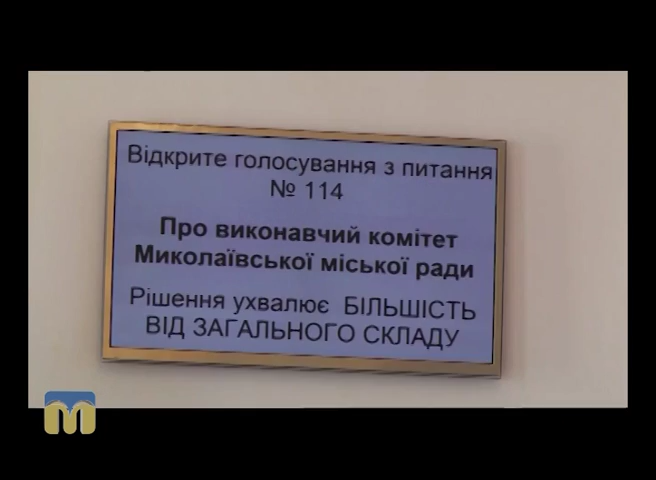 Відкрите голосування з питання
№ 114
Про виконавчий комітет
Миколаївської міської ради
Рішення ухвалює БІЛЬШІСТЬ
ВІД ЗАГАЛЬНОГО СКЛАДУ